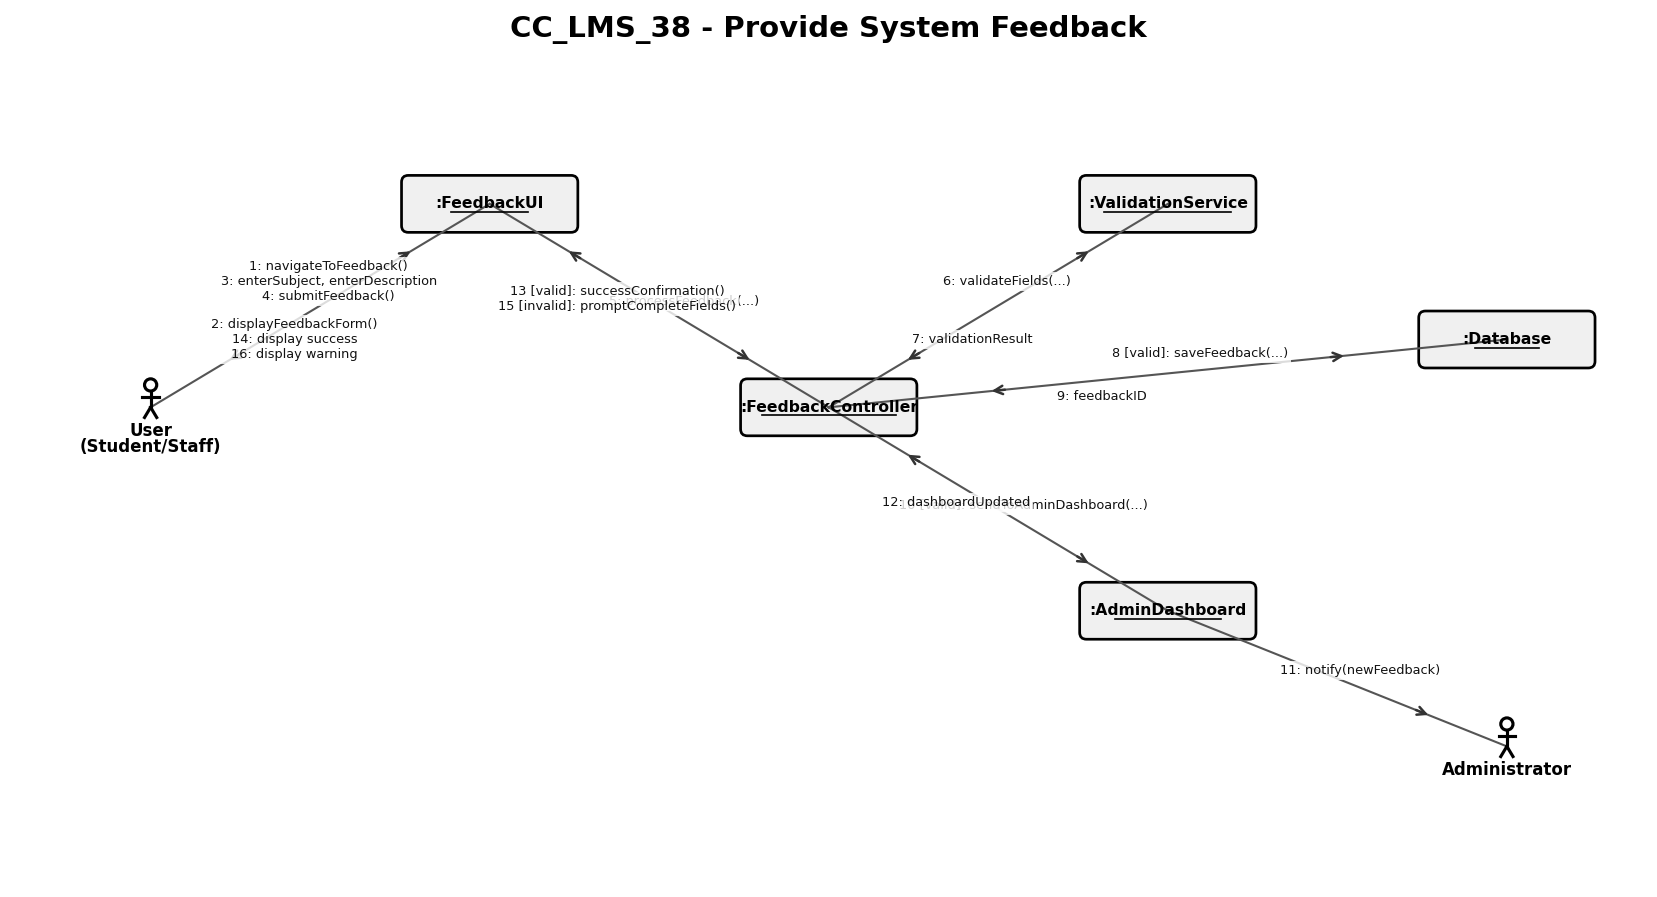 CC_LMS_38 - Provide System Feedback
:FeedbackUI
:ValidationService
1: navigateToFeedback()
3: enterSubject, enterDescription
4: submitFeedback()
6: validateFields(...)
13 [valid]: successConfirmation()
(...)
15 [invalid]: promptCompleteFields()
2: displayFeedbackForm()
14: display success
16: display warning
7: validationResult
:Database
8 [valid]: saveFeedback(...)
9: feedbackID
:FeedbackController
User
(Student/Staff)
12: dashboardUpdated
minDashboard(...)
:AdminDashboard
11: notify(newFeedback)
Administrator